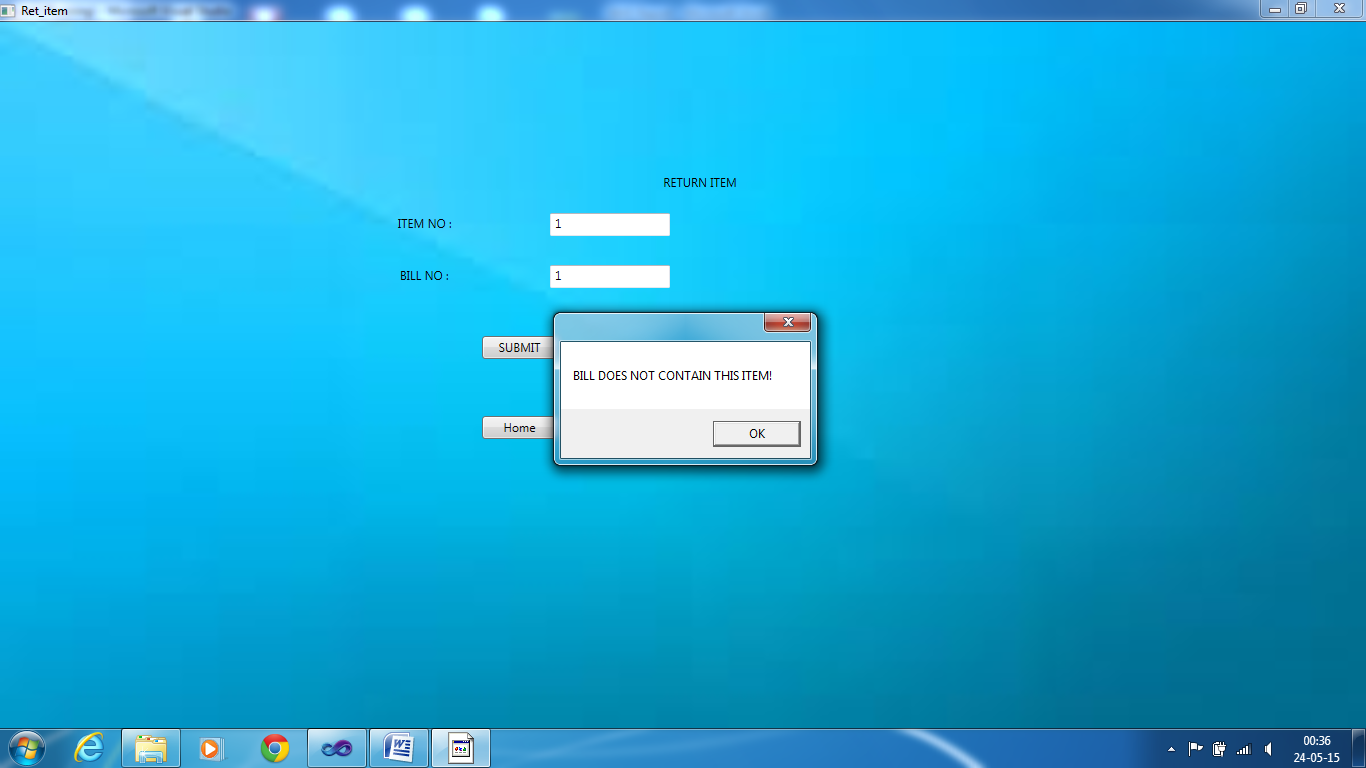 Ret_item
RETURN ITEM
ITEM NO : 1
BILL NO : 1
SUBMIT
BILL DOES NOT CONTAIN THIS ITEM!
Home
OK
00:36
24-05-15